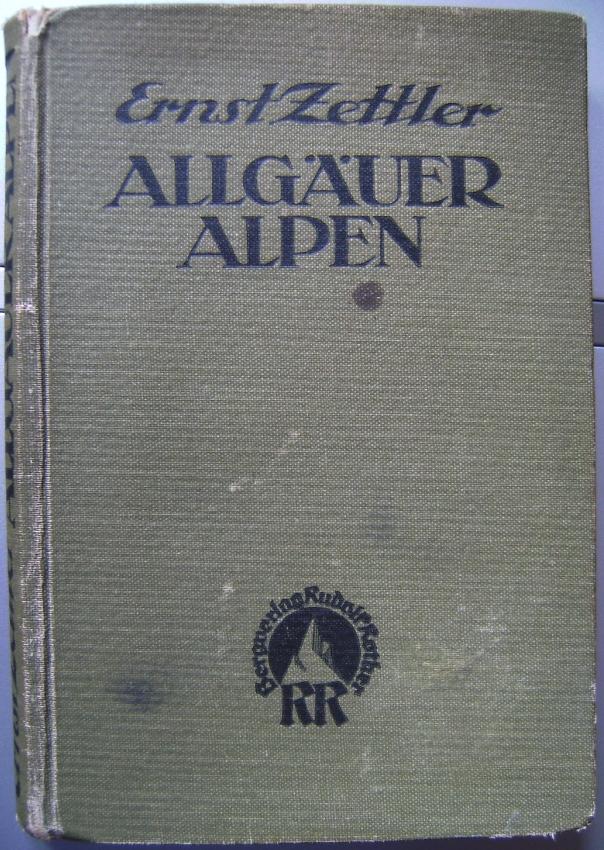 Ernst Zettler
ALLGÄUER
ALPEN
Bergverlag Rudolf Rother
RR